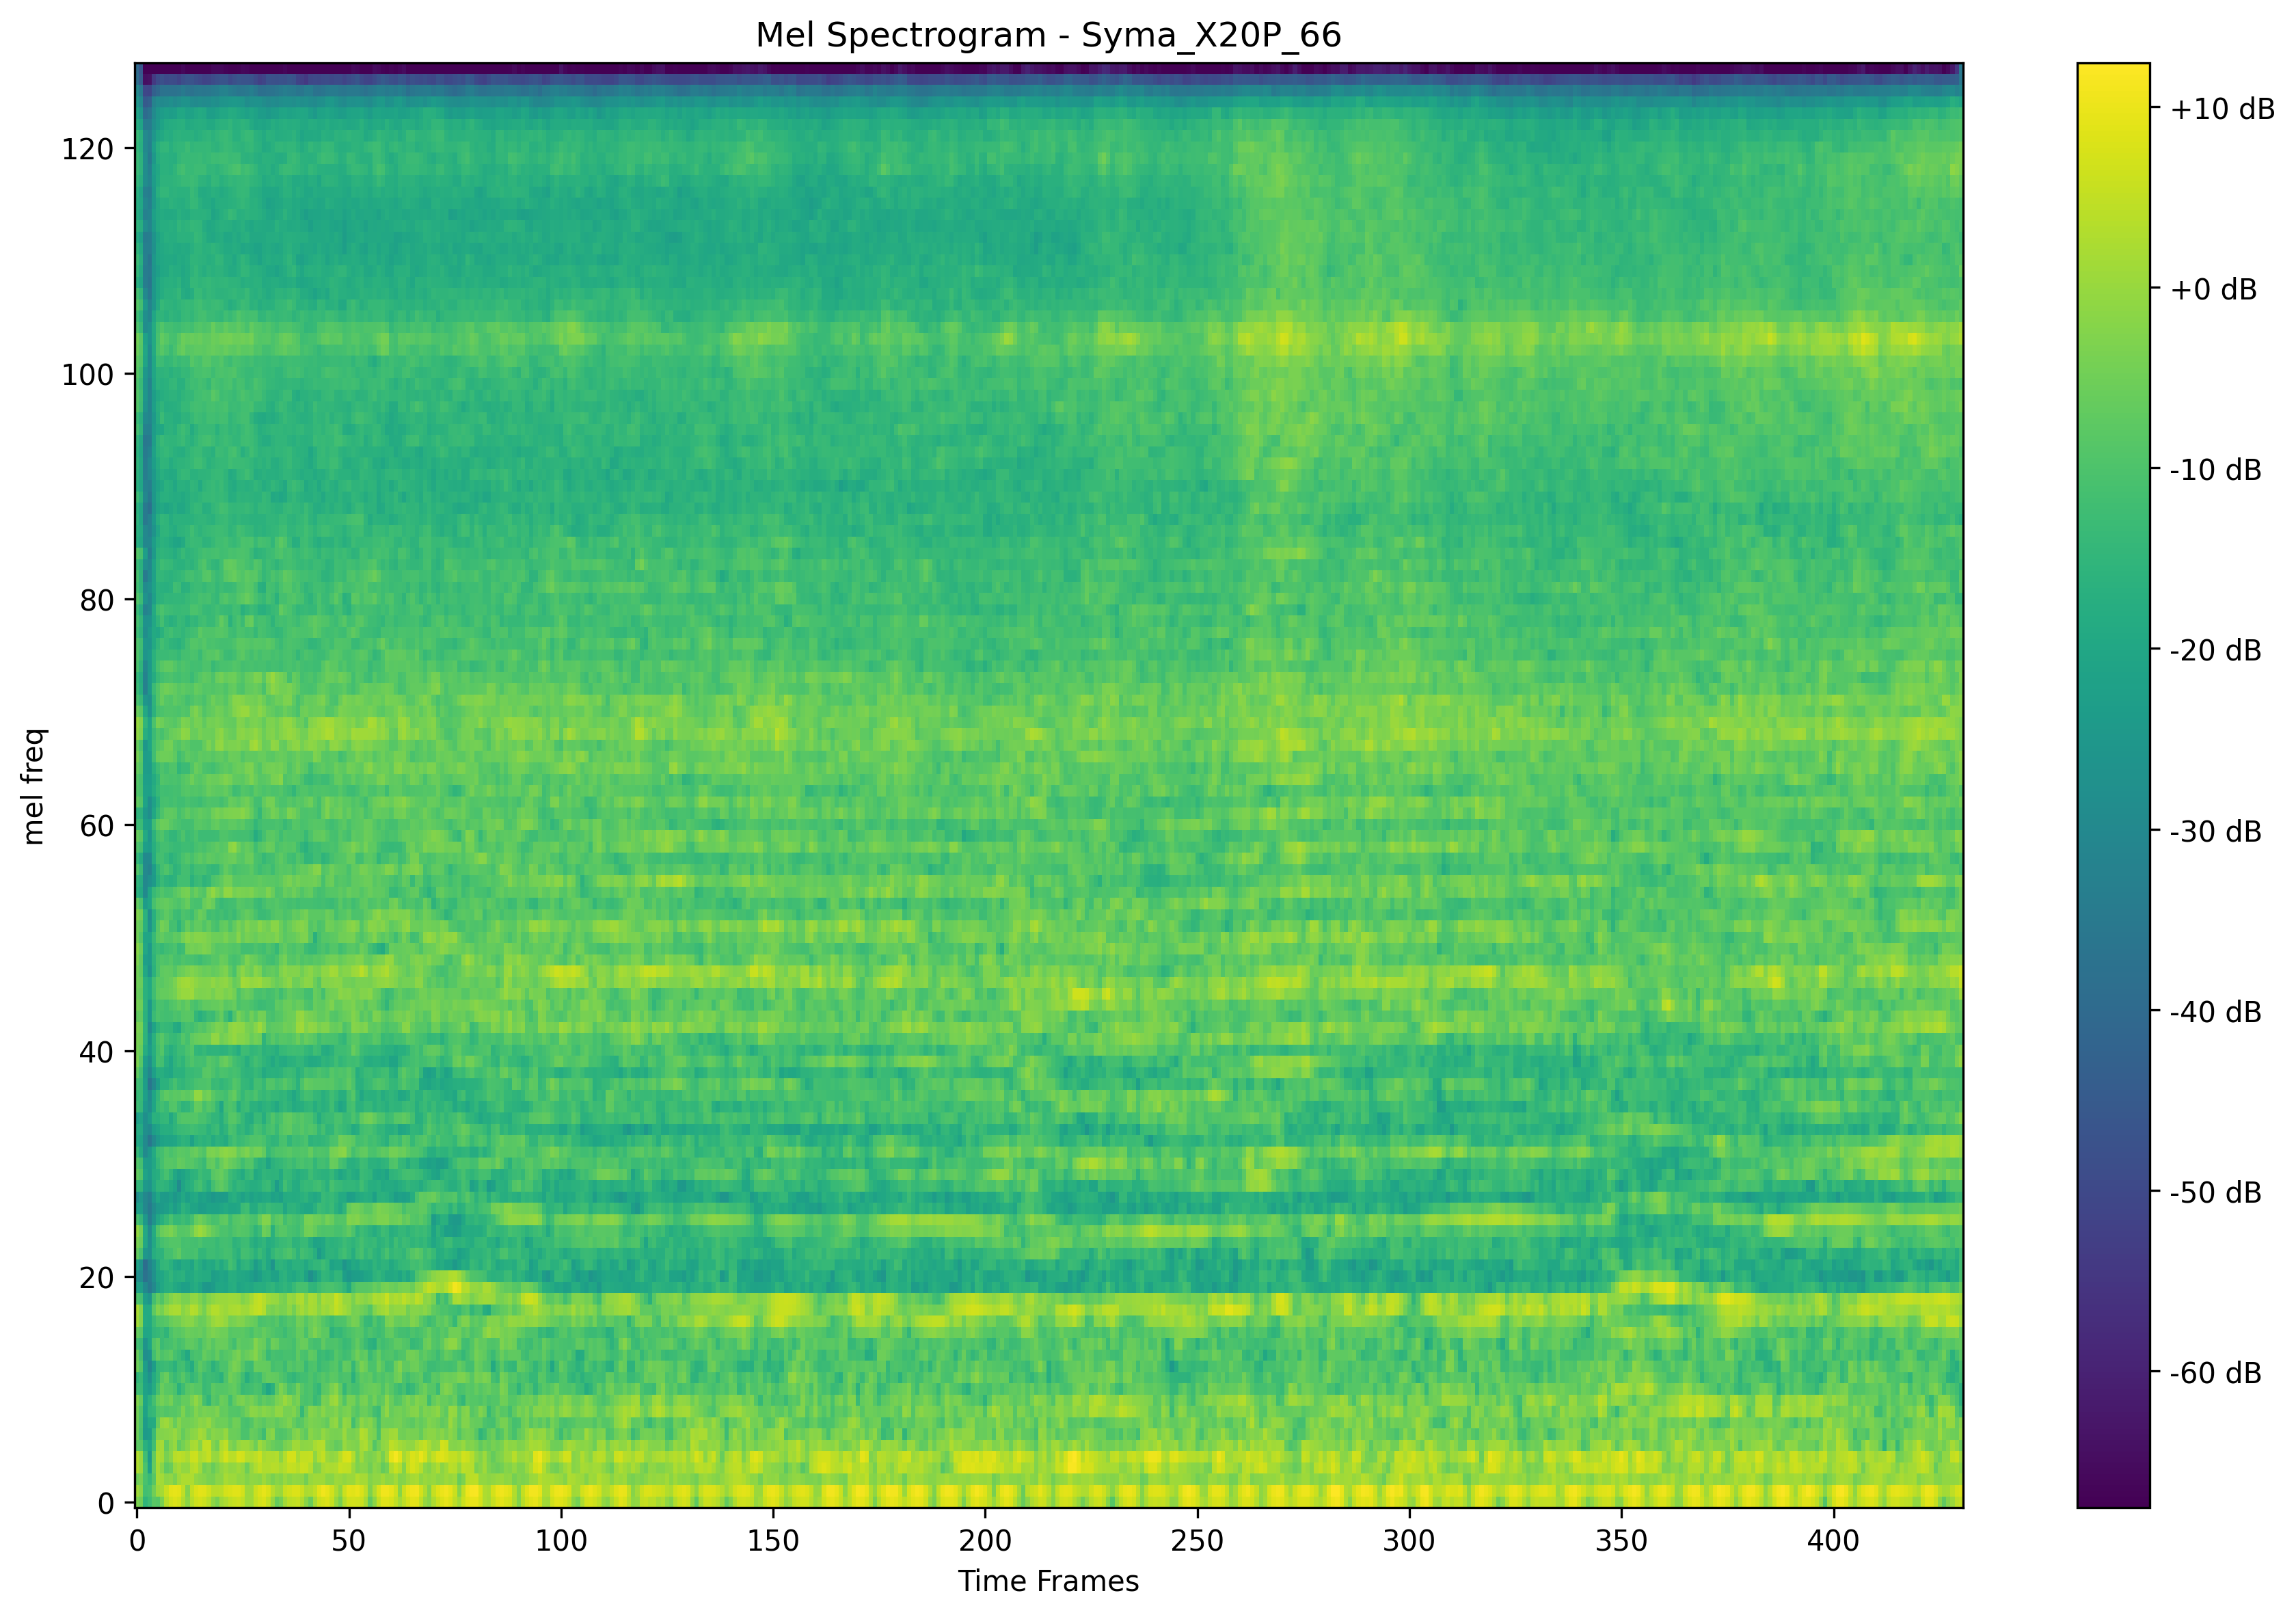 Mel Spectrogram - Syma_X20P_66
mel freq
120
100
80
60
40
20
0
0 50 100 150 200 250 300 350 400
Time Frames
+10 dB
+0 dB
-10 dB
-20 dB
-30 dB
-40 dB
-50 dB
-60 dB